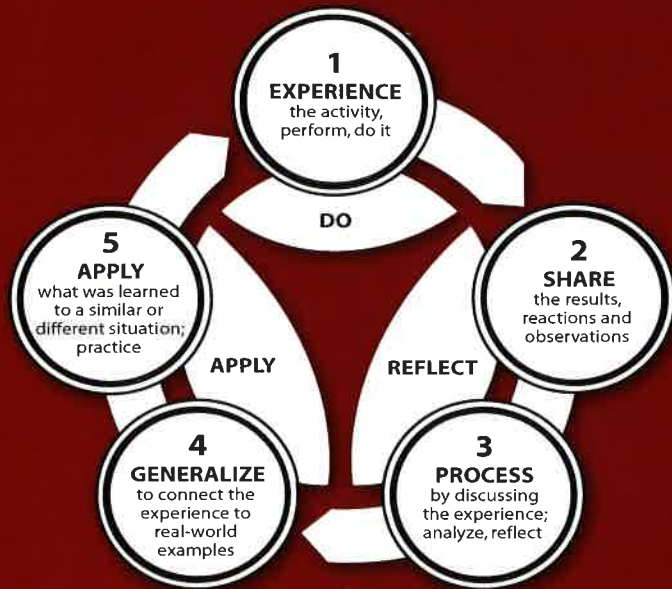 1
EXPERIENCE
the activity,
perform, do it
DO
2
SHARE
the results,
reactions and
observations
REFLECT
3
PROCESS
by discussing
the experience;
analyze, reflect
4
GENERALIZE
to connect the
experience to
real-world
examples
APPLY
5
APPLY
what was learned
to a similar or
different situation;
practice